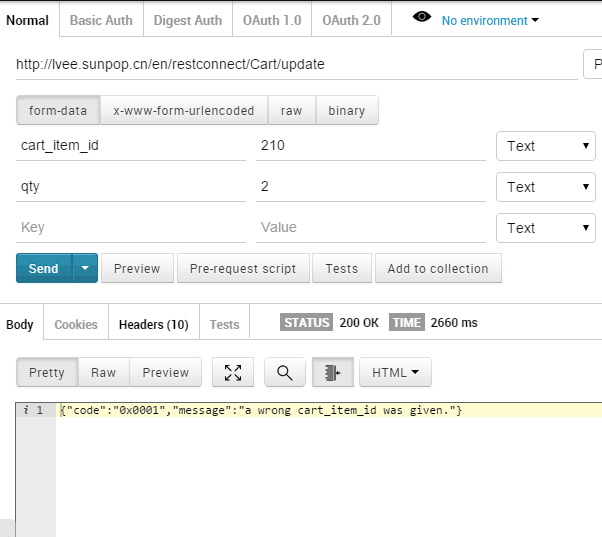 Normal Basic Auth Digest Auth OAuth 1.0 OAuth 2.0 No environment
http://lvee.sunpop.cn/en/restconnect/Cart/update P
form-data x-www-form-urlencoded raw binary
cart_item_id 210 Text
qty 2 Text
Key Value Text
Send Preview Pre-request script Tests Add to collection
Body Cookies Headers (10) Tests STATUS 200 OK TIME 2660 ms
Pretty Raw Preview HTML
i 1 {"code":"0x0001","message":"a wrong cart_item_id was given."}